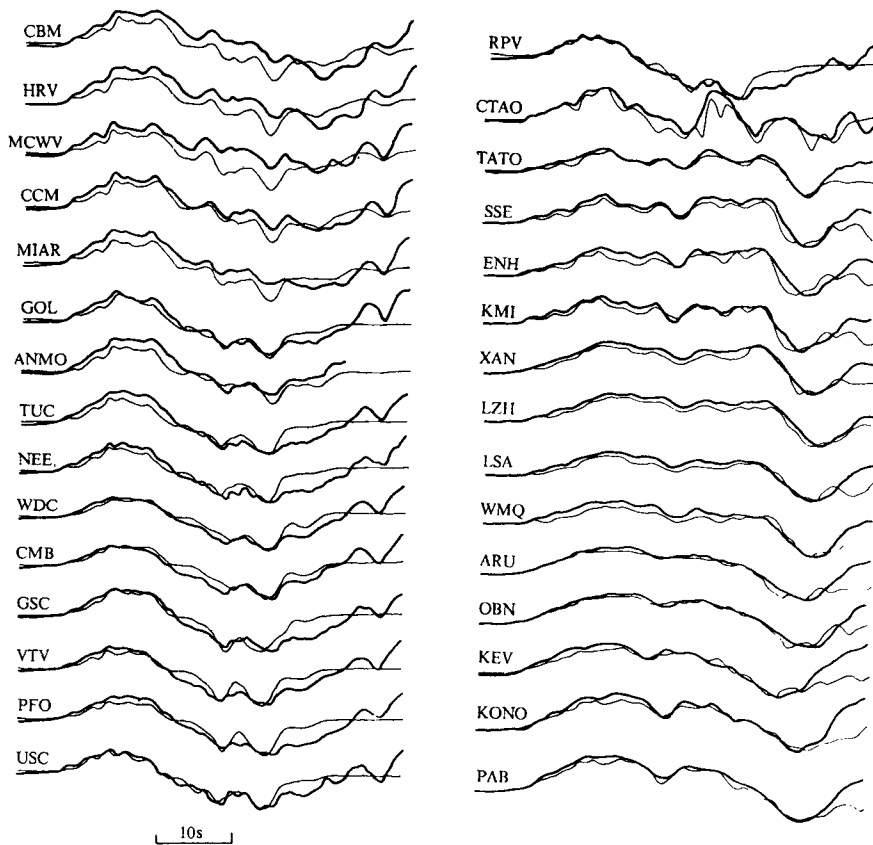 CBM
HRV
MCWV
CCM
MIAR
GOL
ANMO
TUC
NEE.
WDC
CMB
GSC
VTV
PFO
USC
10s
RPV
CTAO
TATO
SSE
ENH
KMI
XAN
LZH
LSA
WMQ
ARU
OBN
KEV
KONO
PAB